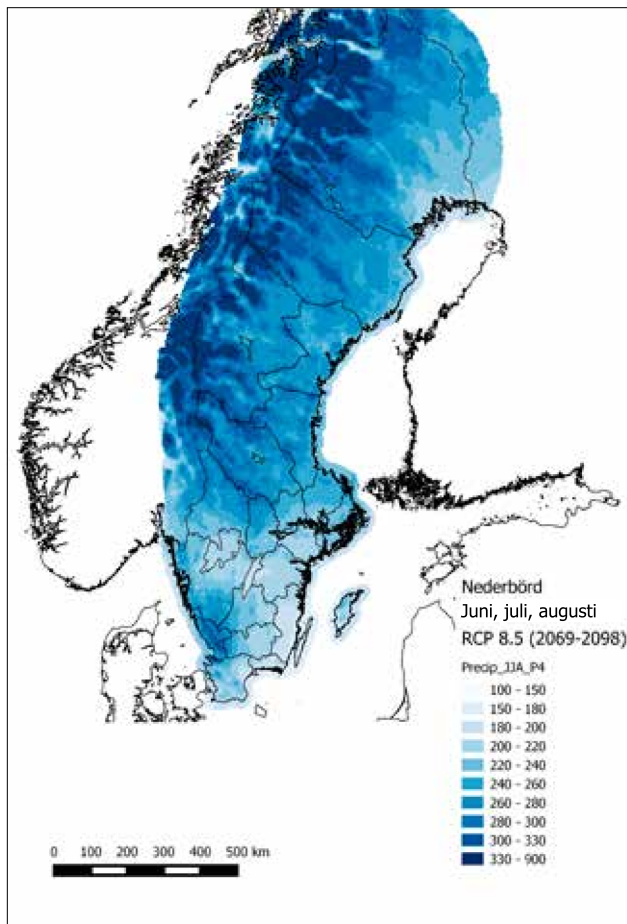 Nederbörd
Juni, juli, augusti
RCP 8.5 (2069-2098)
Precip_JJA_P4
100 - 150
150 - 180
180 - 200
200 - 220
220 - 240
240 - 260
260 - 280
280 - 300
300 - 330
330 - 900
0 100 200 300 400 500 km